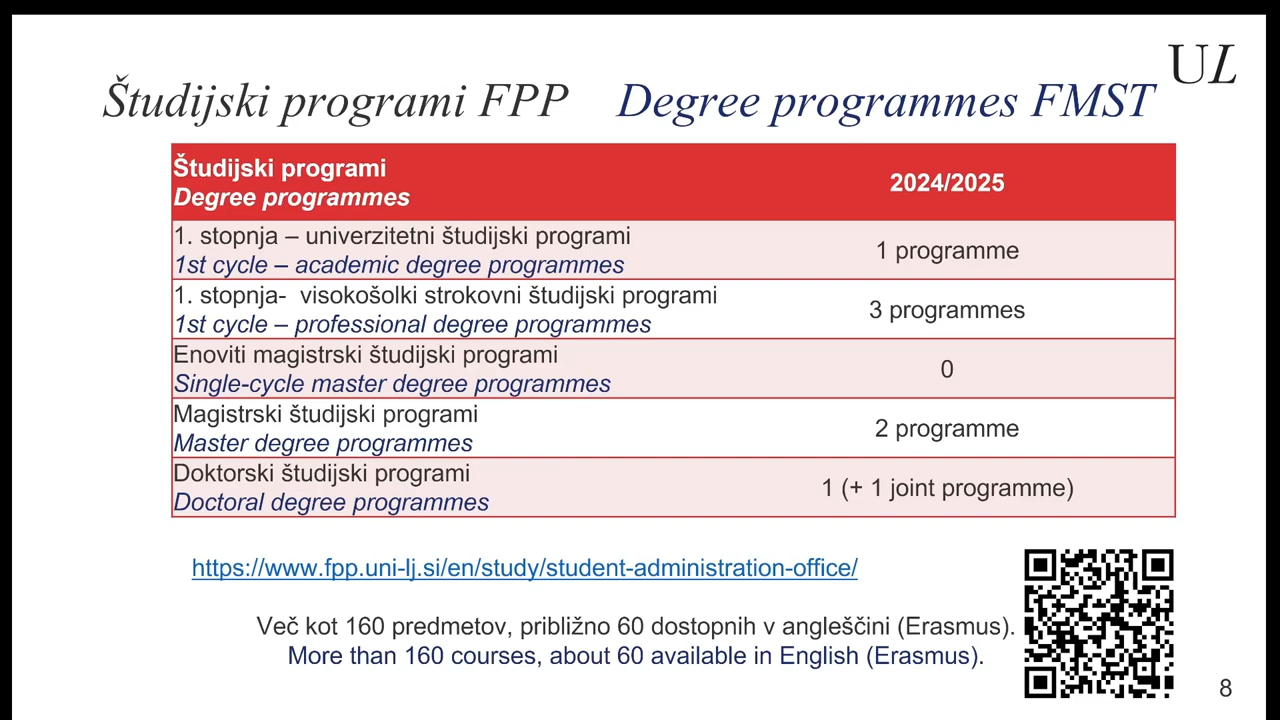 UL
Študijski programi FPP Degree programmes FMST
Študijski programi
Degree programmes
2024/2025
1. stopnja – univerzitetni študijski programi
1st cycle – academic degree programmes
1 programme
1. stopnja-  visokošolki strokovni študijski programi
1st cycle – professional degree programmes
3 programmes
Enoviti magistrski študijski programi
Single-cycle master degree programmes
0
Magistrski študijski programi
Master degree programmes
2 programme
Doktorski študijski programi
Doctoral degree programmes
1 (+ 1 joint programme)
https://www.fpp.uni-lj.si/en/study/student-administration-office/
Več kot 160 predmetov, približno 60 dostopnih v angleščini (Erasmus).
More than 160 courses, about 60 available in English (Erasmus).
8